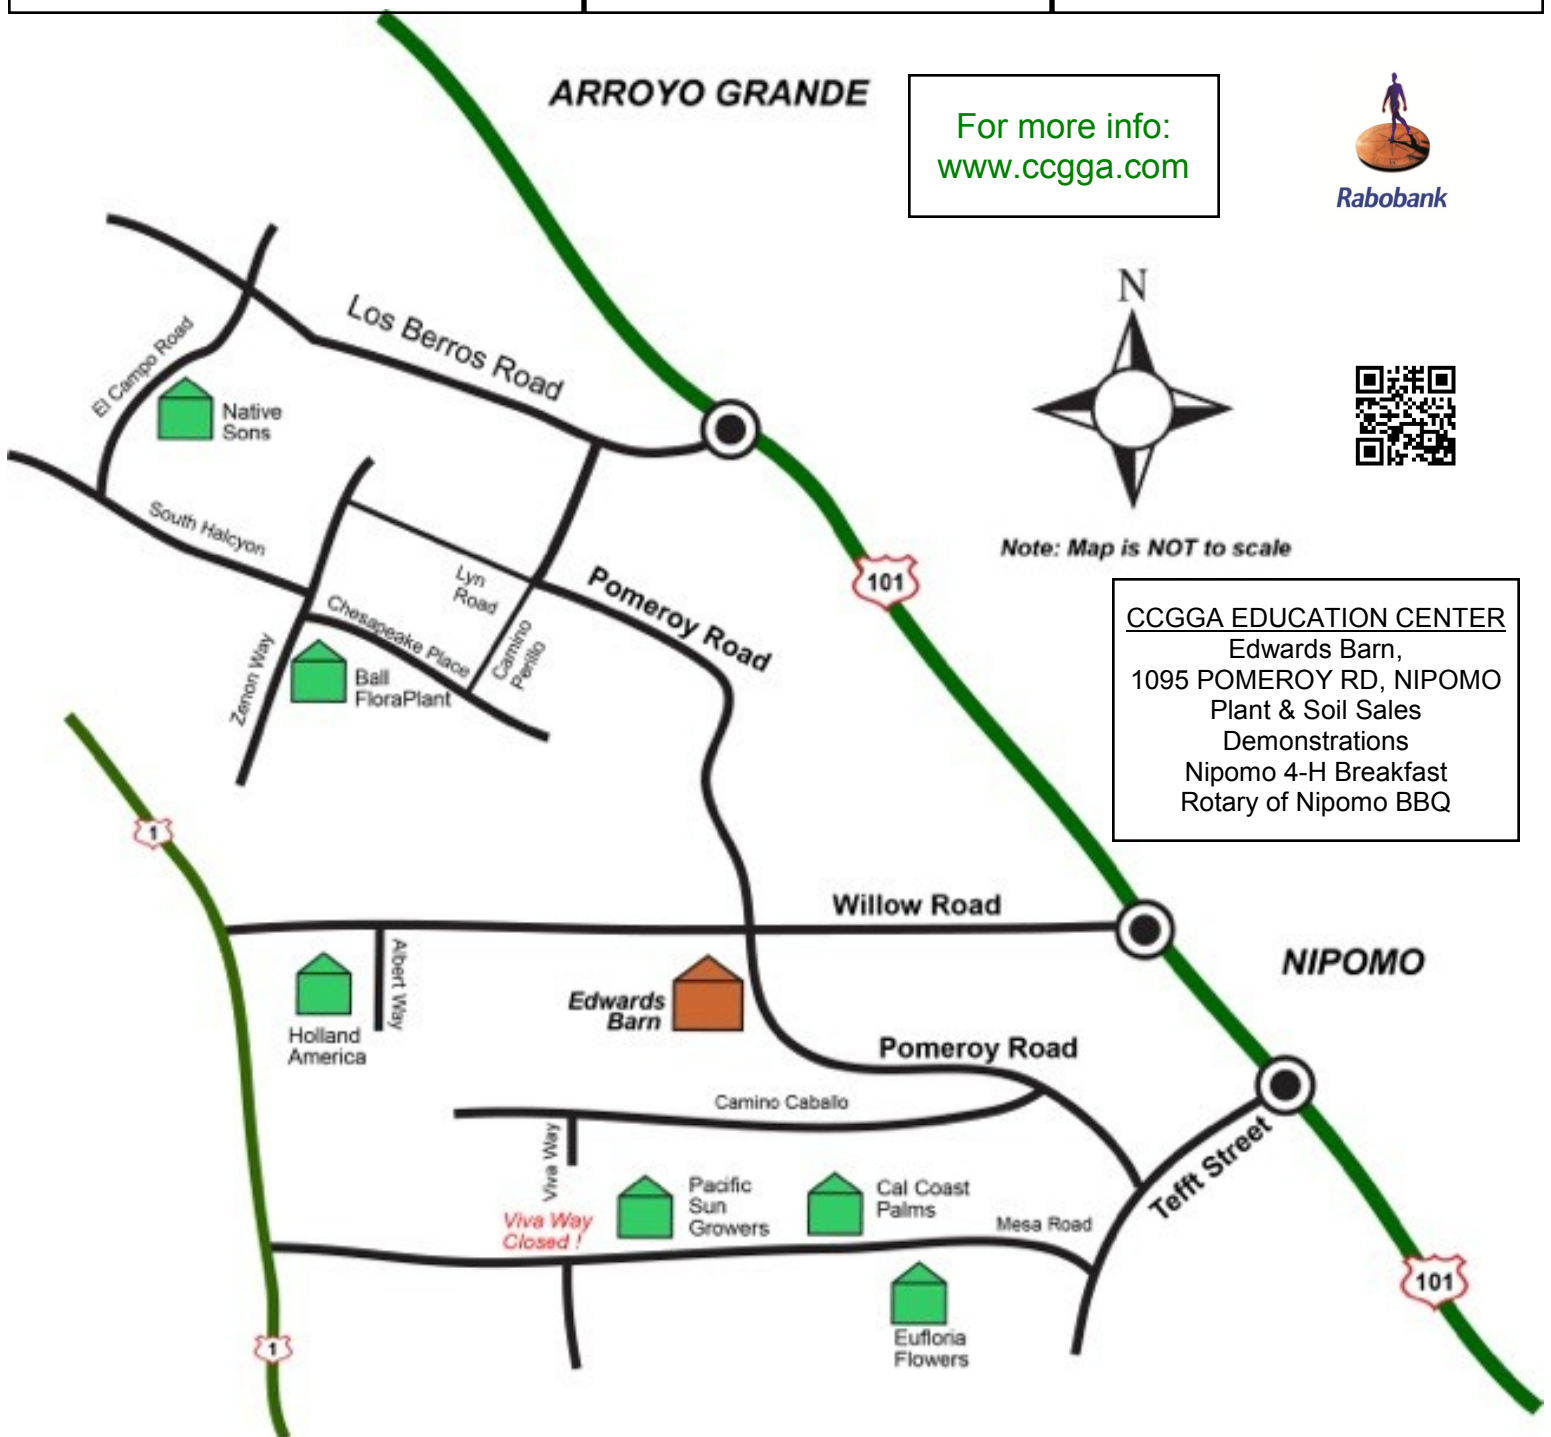 ARROYO GRANDE
For more info:
www.ccgga.com
Rabobank
N
Los Berros Road
El Campo Road
Native
Sons
South Halcyon
Note: Map is NOT to scale
Lyn
Road
Pomeroy Road
101
Chesapeake Place
Camino
Perillo
Zenon Way
Ball
FloraPlant
CCGGA EDUCATION CENTER
Edwards Barn,
1095 POMEROY RD, NIPOMO
Plant & Soil Sales
Demonstrations
Nipomo 4-H Breakfast
Rotary of Nipomo BBQ
1
Willow Road
NIPOMO
Albert Way
Edwards
Barn
Holland
America
Pomeroy Road
Camino Caballo
Viva Way
Tefft Street
Pacific
Sun
Growers
Cal Coast
Palms
Viva Way
Closed !
Mesa Road
101
Eufloria
Flowers
1